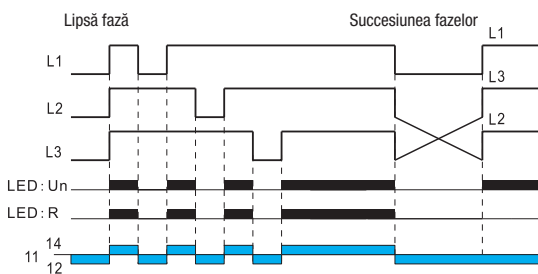 Lipsă fază
Succesiunea fazelor
L1
L1
L3
L2
L2
L3
LED: Un
LED: R
14
11
12